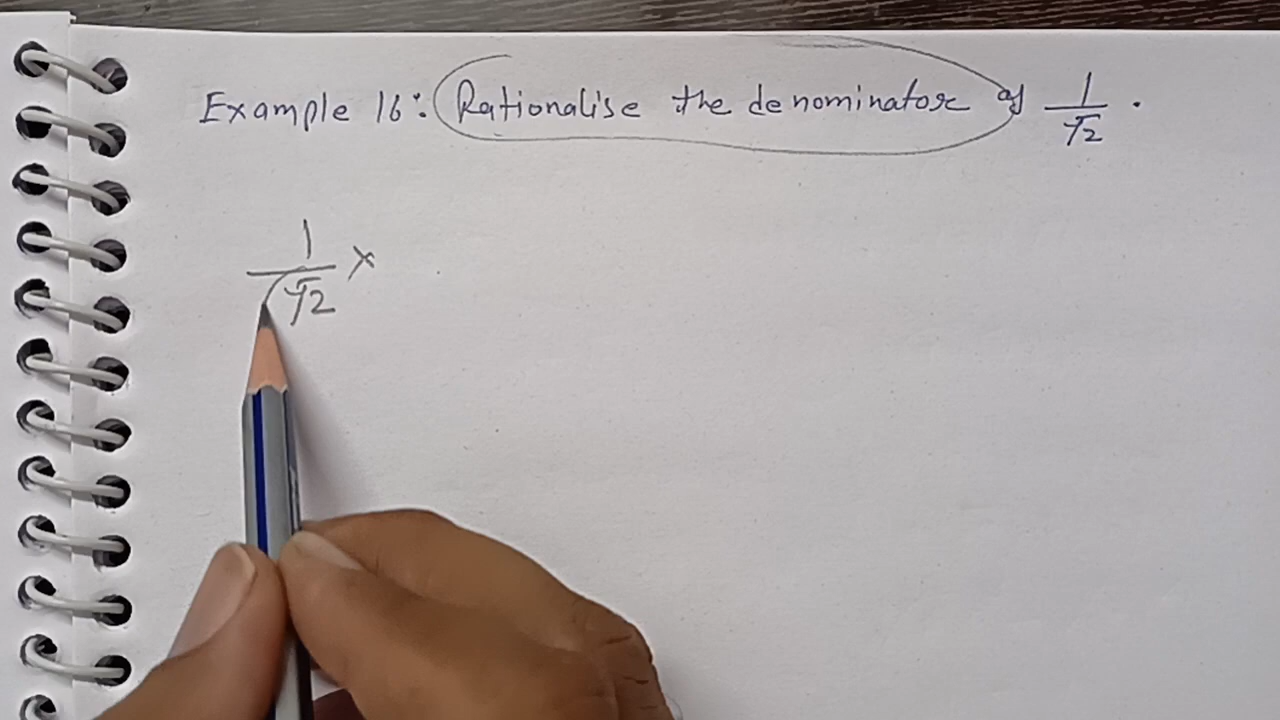 Example 16: Rationalise the denominator of 1/√2.
1/√2 ×